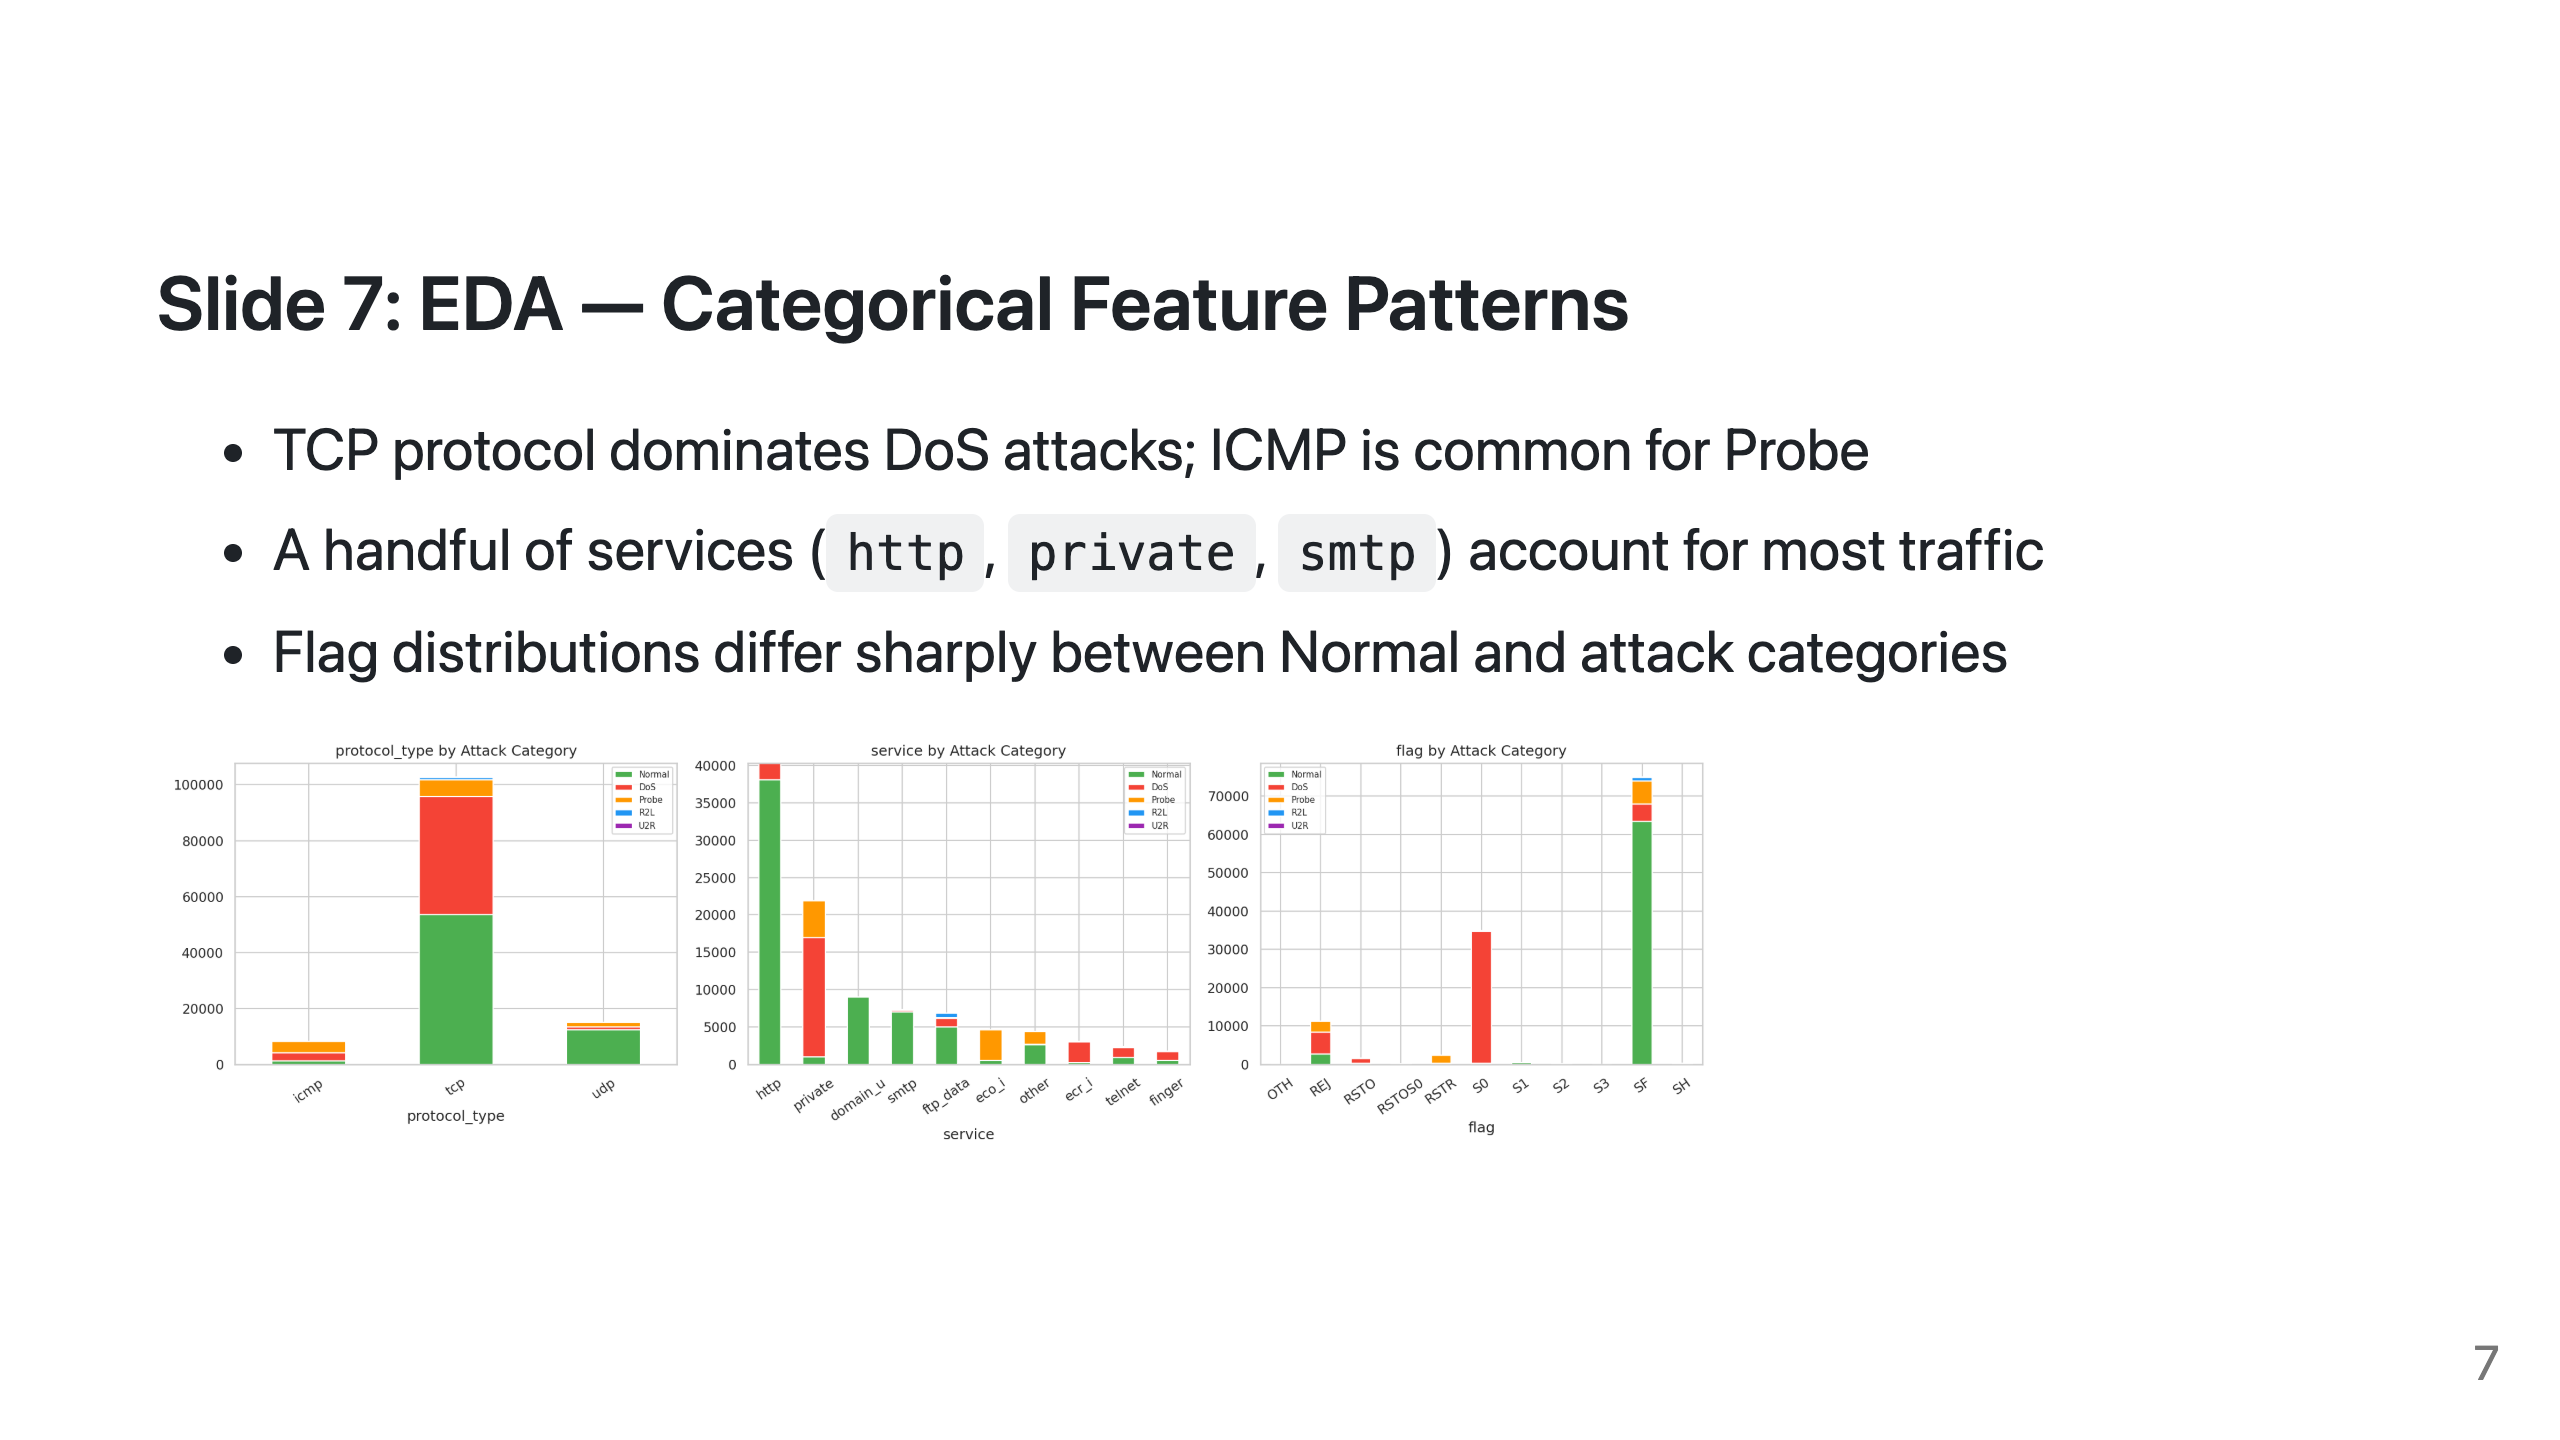 Slide 7: EDA — Categorical Feature Patterns
• TCP protocol dominates DoS attacks; ICMP is common for Probe
• A handful of services ( http , private , smtp ) account for most traffic
• Flag distributions differ sharply between Normal and attack categories
protocol_type by Attack Category
100000
80000
60000
40000
20000
0
Normal
DoS
Probe
R2L
U2R
icmp
tcp
udp
protocol_type
service by Attack Category
40000
35000
30000
25000
20000
15000
10000
5000
0
Normal
DoS
Probe
R2L
U2R
http
private
domain_u
smtp
ftp_data
eco_i
other
ecr_i
telnet
finger
service
flag by Attack Category
70000
60000
50000
40000
30000
20000
10000
0
Normal
DoS
Probe
R2L
U2R
OTH
REJ
RSTO
RSTOS0
RSTR
S0
S1
S2
S3
SF
SH
flag
7